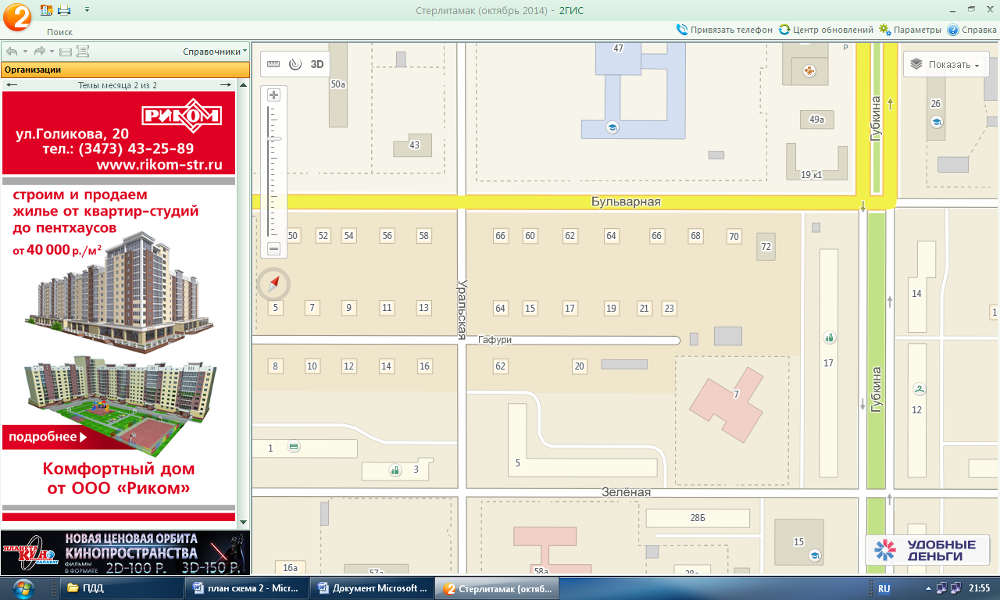 Стерлитамак (октябрь 2014) - 2ГИС
Поиск
Привязать телефон
Центр обновлений
Параметры
Справка
Справочники
Организации
Темы месяца 2 из 2
РИКОМ
ул.Голикова, 20
тел.: (3473) 43-25-89
www.rikom-str.ru
строим и продаем
жилье от квартир-студий
до пентхаусов
от 40 000 р./м²
подробнее
Комфортный дом
от ООО «Риком»
ПЛАНЕТА
КИНО
САЛАВАТ
НОВАЯ ЦЕНОВАЯ ОРБИТА
КИНОПРОСТРАНСТВА
ФИЛЬМЫ
В ФОРМАТЕ
2D-100 Р.
3D-150 Р.
3D
Показать
50а
47
P
43
49а
19 к1
26
Губкина
Бульварная
50
52
54
56
58
66
60
62
64
66
68
70
72
Уральская
5
7
9
11
13
64
15
17
19
21
23
14
1
Гафури
17
8
10
12
14
16
62
20
7
Губкина
12
1
3
5
Зелёная
28Б
15
16а
57а
58а
28а
УДОБНЫЕ
ДЕНЬГИ
ПДД
план схема 2 - Micr...
Документ Microsoft ...
Стерлитамак (октяб...
RU
21:55